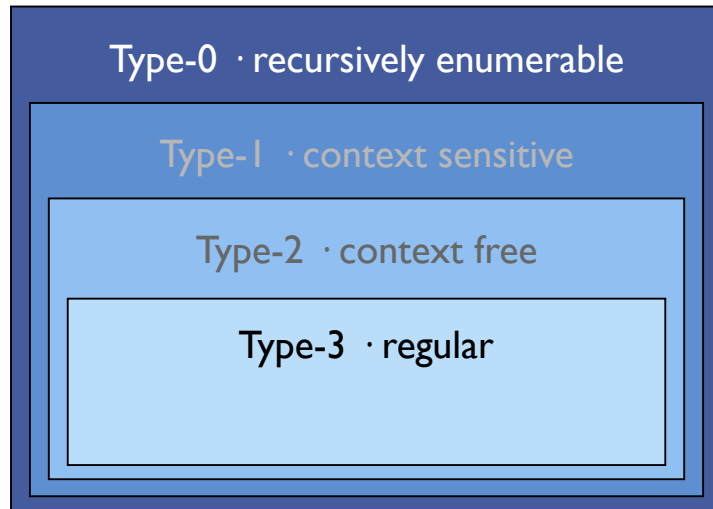 Type-0 · recursively enumerable
Type-1 · context sensitive
Type-2 · context free
Type-3 · regular